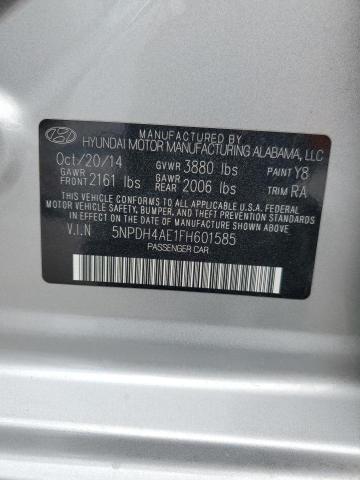 MANUFACTURED BY
HYUNDAI MOTOR MANUFACTURING ALABAMA, LLC
Oct/20/14 GVWR 3880 lbs PAINT Y8
GAWR FRONT 2161 lbs GAWR REAR 2006 lbs TRIM RA
THIS VEHICLE CONFORMS TO ALL APPLICABLE FEDERAL
MOTOR VEHICLE SAFETY, BUMPER, AND THEFT PREVENTION
STANDARDS IN EFFECT ON THE DATE OF MANUFACTURE SHOWN ABOVE.
V.I.N 5NPDH4AE1FH601585
PASSENGER CAR